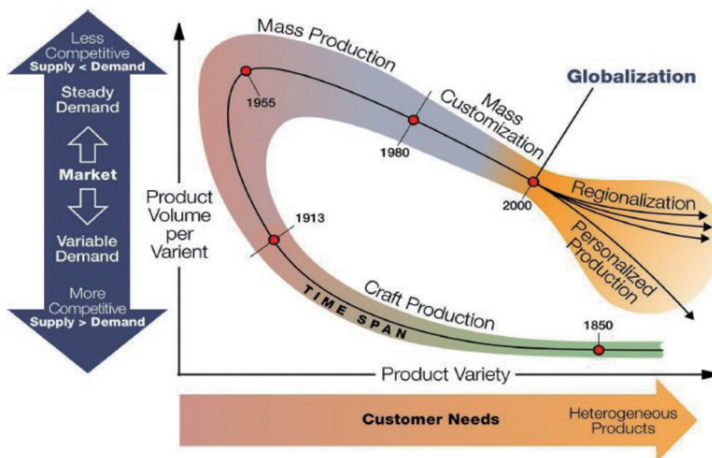 Less
Competitive
Supply < Demand
Steady
Demand
Market
Variable
Demand
More
Competitive
Supply > Demand
Product
Volume
per
Varient
Mass Production
1955
1980
Mass
Customization
Globalization
2000
Regionalization
Personalized
Production
1913
Craft Production
TIME SPAN
1850
Product Variety
Customer Needs
Heterogeneous
Products